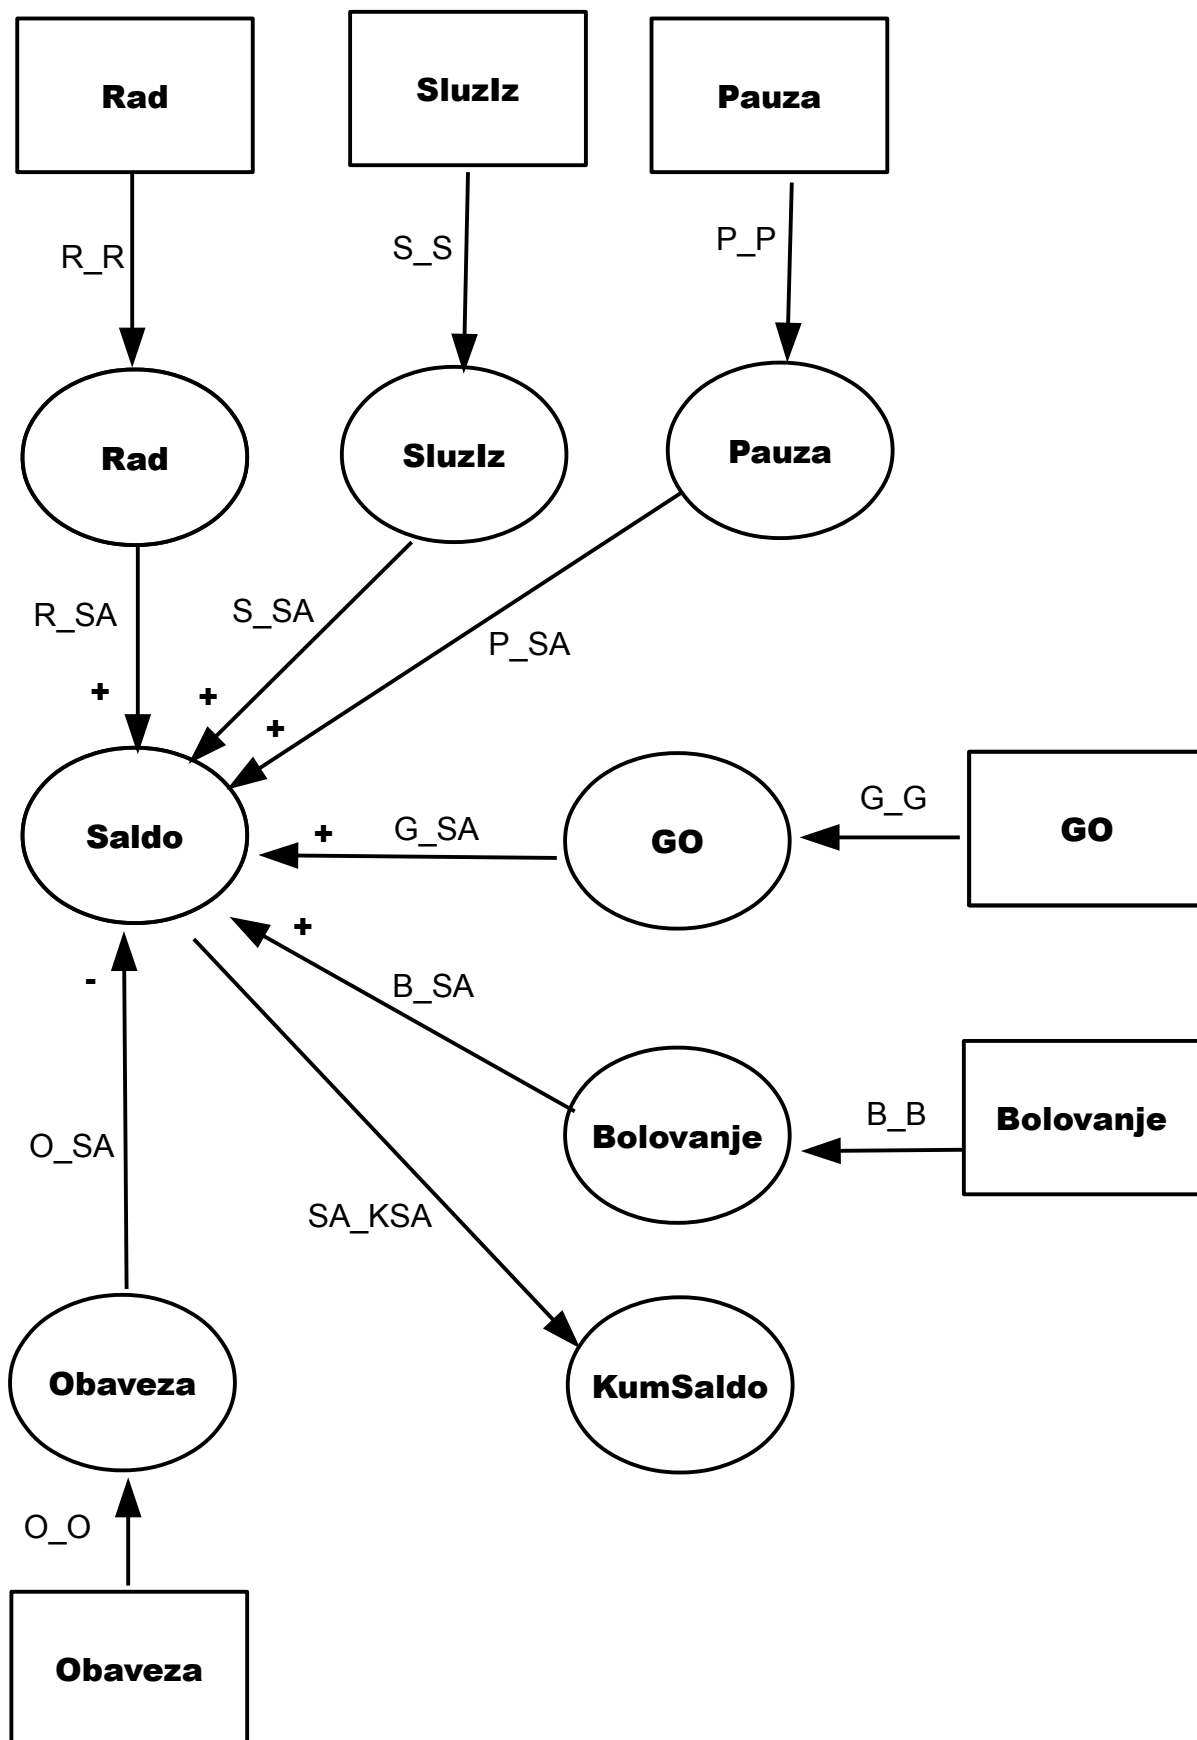 Rad
SluzIz
Pauza
R_R
S_S
P_P
Rad
SluzIz
Pauza
R_SA
S_SA
P_SA
+
+
+
Saldo
+
G_SA
GO
G_G
GO
+
-
B_SA
Bolovanje
B_B
Bolovanje
O_SA
SA_KSA
Obaveza
KumSaldo
O_O
Obaveza